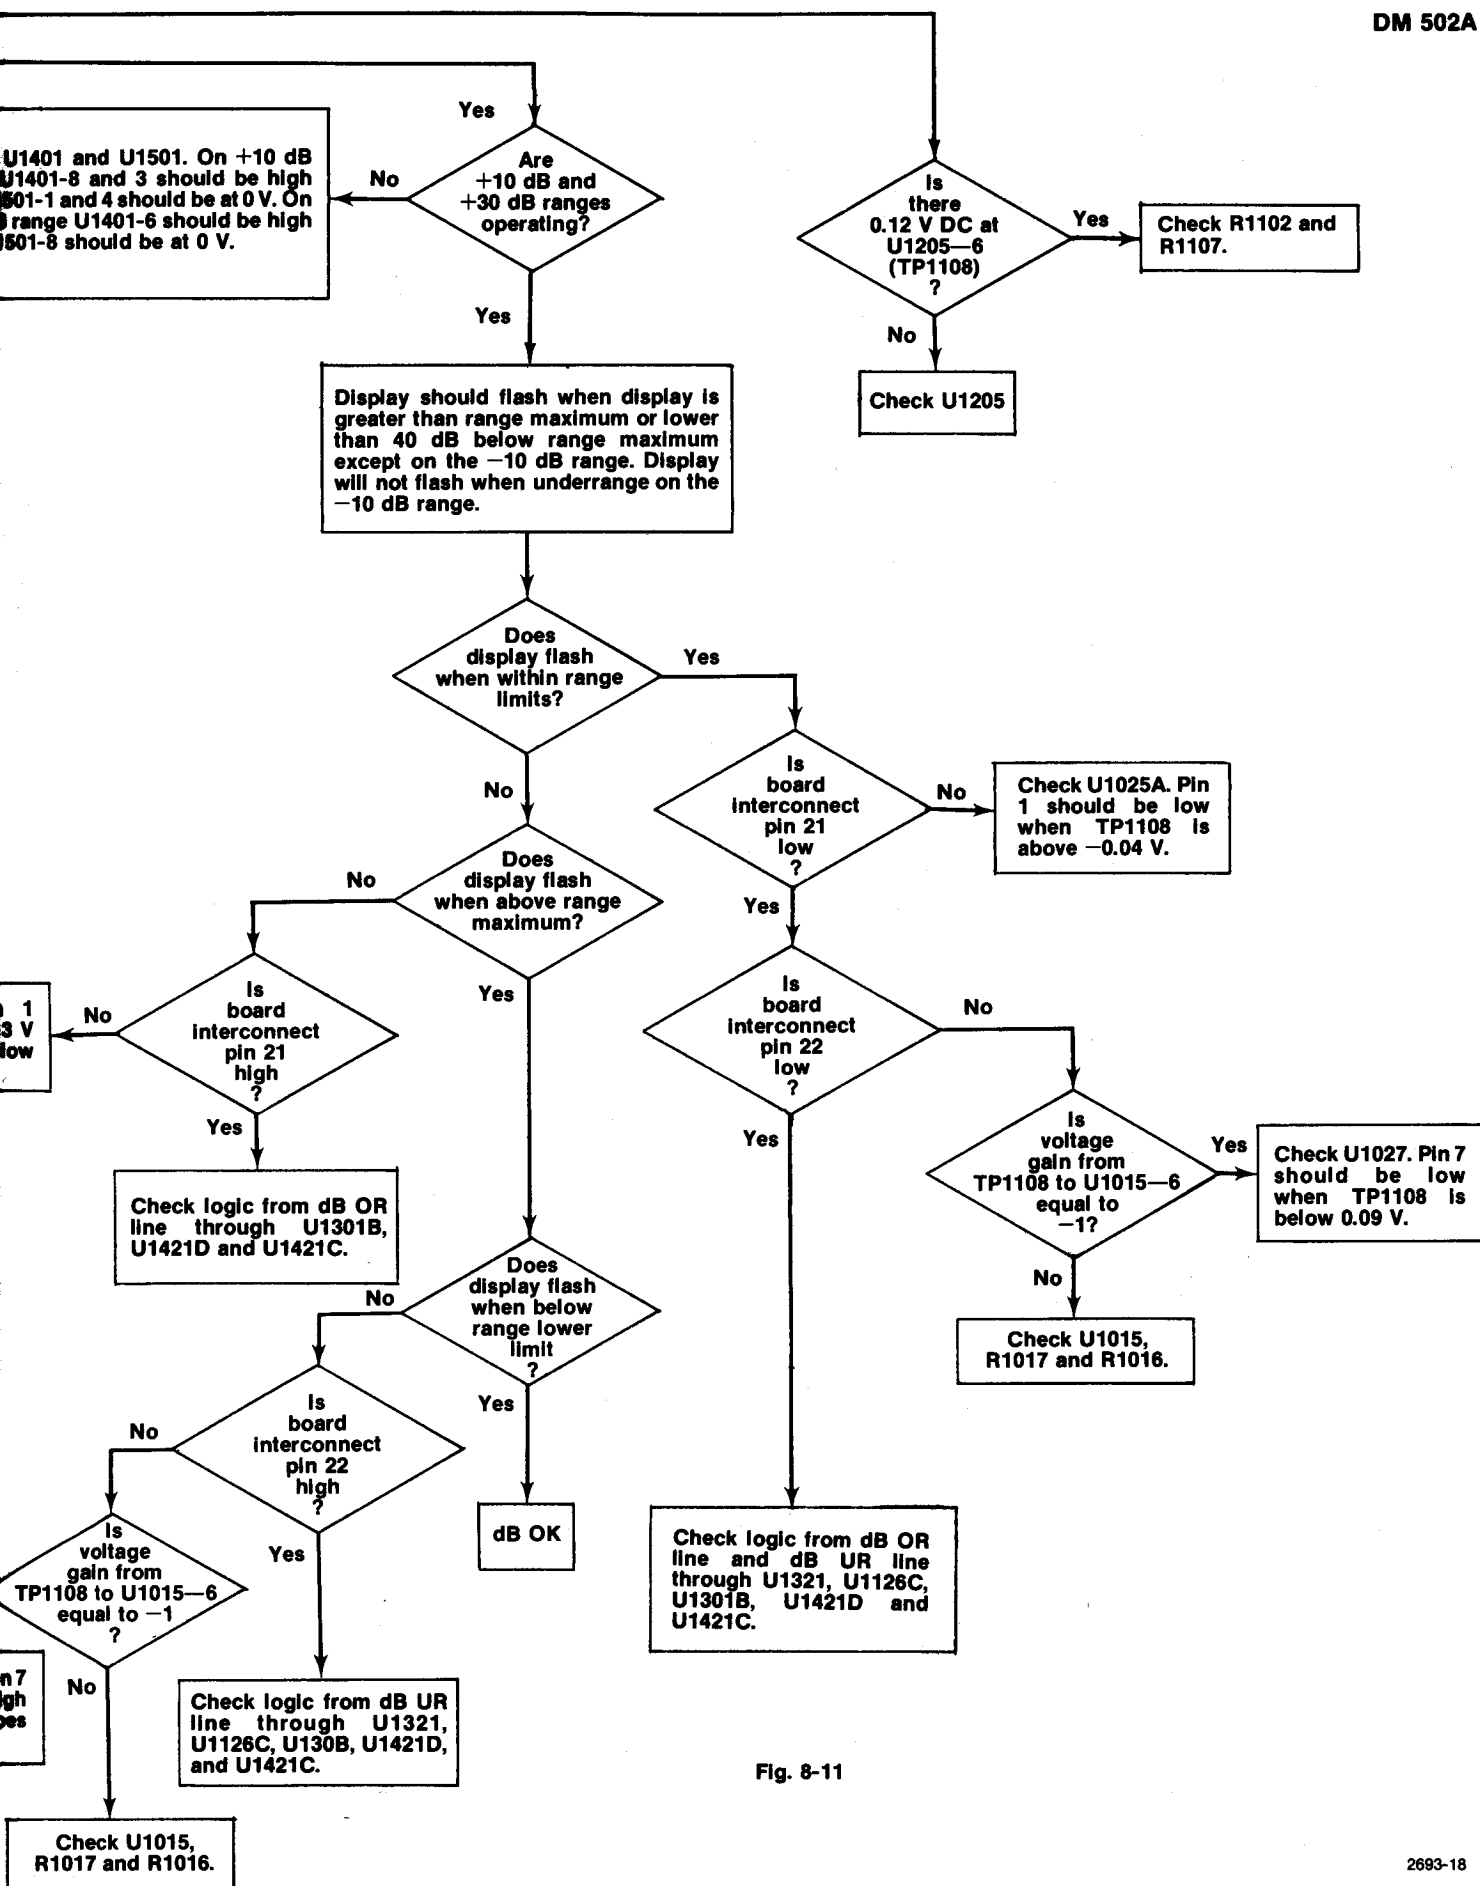 DM 502A
Yes
U1401 and U1501. On +10 dB
U1401-8 and 3 should be high
501-1 and 4 should be at 0 V. On
range U1401-6 should be high
501-8 should be at 0 V.
No
Are
+10 dB and
+30 dB ranges
operating?
Yes
Is
there
0.12 V DC at
U1205—6
(TP1108)
?
Yes
Check R1102 and
R1107.
No
Check U1205
Display should flash when display is
greater than range maximum or lower
than 40 dB below range maximum
except on the —10 dB range. Display
will not flash when underrange on the
—10 dB range.
Does
display flash
when within range
limits?
Yes
No
Is
board
interconnect
pin 21
low
?
No
Check U1025A. Pin
1 should be low
when TP1108 is
above —0.04 V.
Yes
Does
display flash
when above range
maximum?
No
Yes
Is
board
interconnect
pin 21
high
?
No
1
3 V
low
Yes
Check logic from dB OR
line through U1301B,
U1421D and U1421C.
Is
board
interconnect
pin 22
low
?
No
Yes
Is
voltage
gain from
TP1108 to U1015—6
equal to
—1?
Yes
Check U1027. Pin 7
should be low
when TP1108 is
below 0.09 V.
No
Check U1015,
R1017 and R1016.
Does
display flash
when below
range lower
limit
?
No
Yes
dB OK
Is
board
interconnect
pin 22
high
?
No
Yes
Is
voltage
gain from
TP1108 to U1015—6
equal to —1
?
n 7
igh
oes
No
Check logic from dB UR
line through U1321,
U1126C, U130B, U1421D,
and U1421C.
Check logic from dB OR
line and dB UR line
through U1321, U1126C,
U1301B, U1421D and
U1421C.
Check U1015,
R1017 and R1016.
Fig. 8-11
2693-18